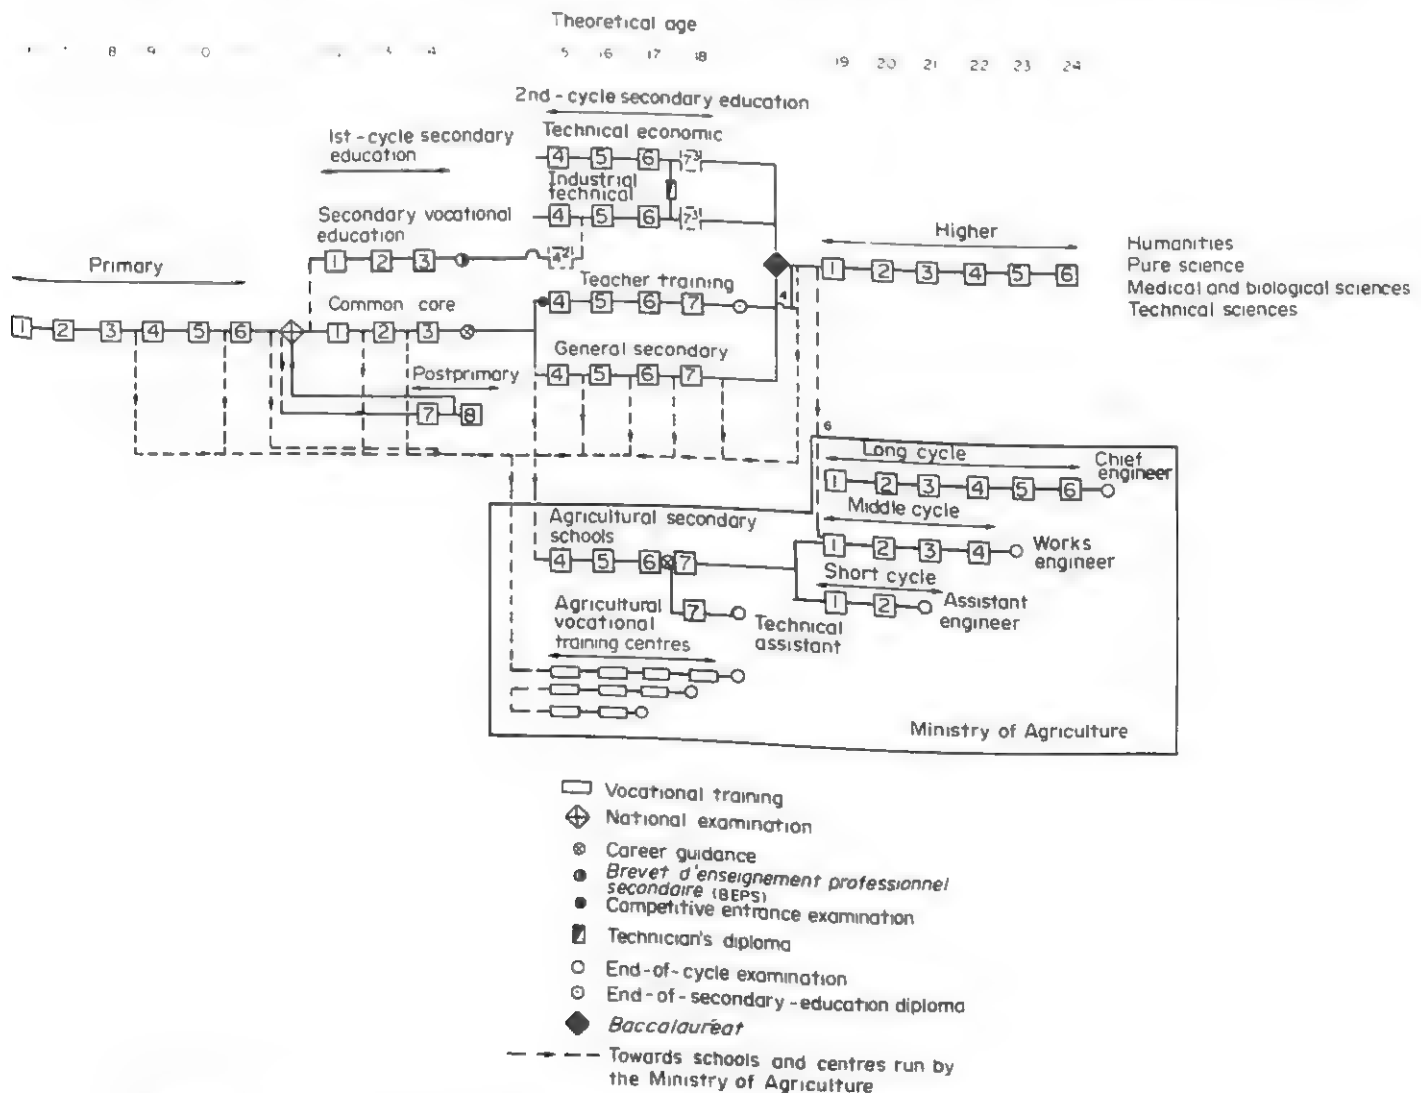 Theoretical age
8 9 0 5 16 17 18 19 20 21 22 23 24
2nd-cycle secondary education
1st-cycle secondary
education
Technical economic
4 5 6 7 3
Industrial
technical
4 5 6 7 3
Secondary vocational
education
1 2 3 4 2
Primary
1 2 3 4 5 6
Common core
1 2 3
Teacher training
4 5 6 7
4
General secondary
4 5 6 7
Postprimary
7 8
Higher
1 2 3 4 5 6
Humanities
Pure science
Medical and biological sciences
Technical sciences
6
Long cycle
1 2 3 4 5 6
Chief
engineer
Middle cycle
1 2 3 4
Works
engineer
Short cycle
1 2
Assistant
engineer
Agricultural secondary
schools
4 5 6 7
7
Technical
assistant
Agricultural
vocational
training centres
Ministry of Agriculture
Vocational training
National examination
Career guidance
Brevet d'enseignement professionnel
secondaire (BEPS)
Competitive entrance examination
Technician's diploma
End-of-cycle examination
End-of-secondary-education diploma
Baccalauréat
Towards schools and centres run by
the Ministry of Agriculture